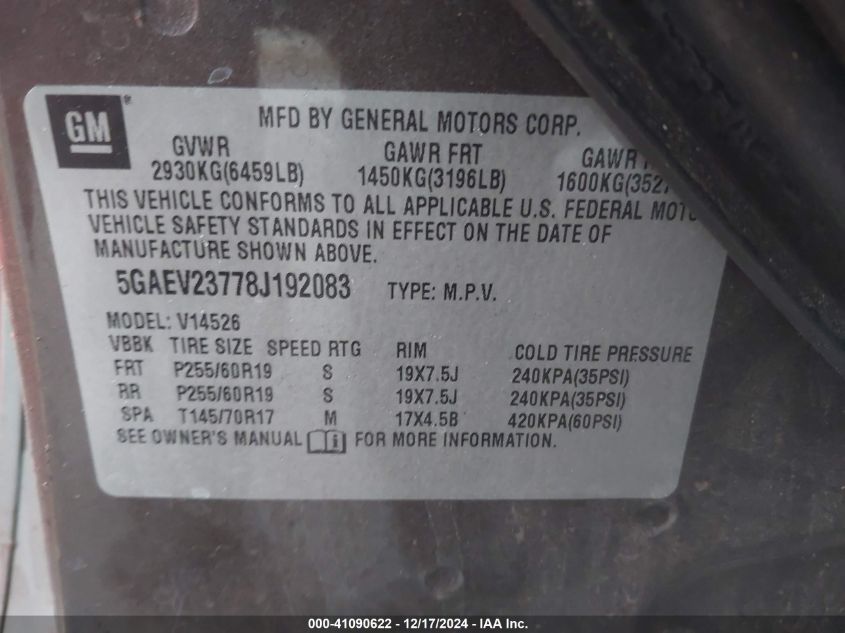 GM®
MFD BY GENERAL MOTORS CORP.
GVWR GAWR FRT GAWR
2930KG(6459LB) 1450KG(3196LB)
THIS VEHICLE CONFORMS TO ALL APPLICABLE U.S. FEDERAL
VEHICLE SAFETY STANDARDS IN EFFECT ON THE DATE OF
MANUFACTURE SHOWN ABOVE.
5GAEV23778J192083 TYPE: M.P.V.
MODEL: V14526
VBBK TIRE SIZE SPEED RTG RIM COLD TIRE PRESSURE
FRT P255/60R19 S 19X7.5J 240KPA(35PSI)
RR P255/60R19 S 19X7.5J 240KPA(35PSI)
SPA T145/70R17 M 17X4.5B 420KPA(60PSI)
SEE OWNER'S MANUAL FOR MORE INFORMATION.
000-41090622 – 12/17/2024 - IAA Inc.